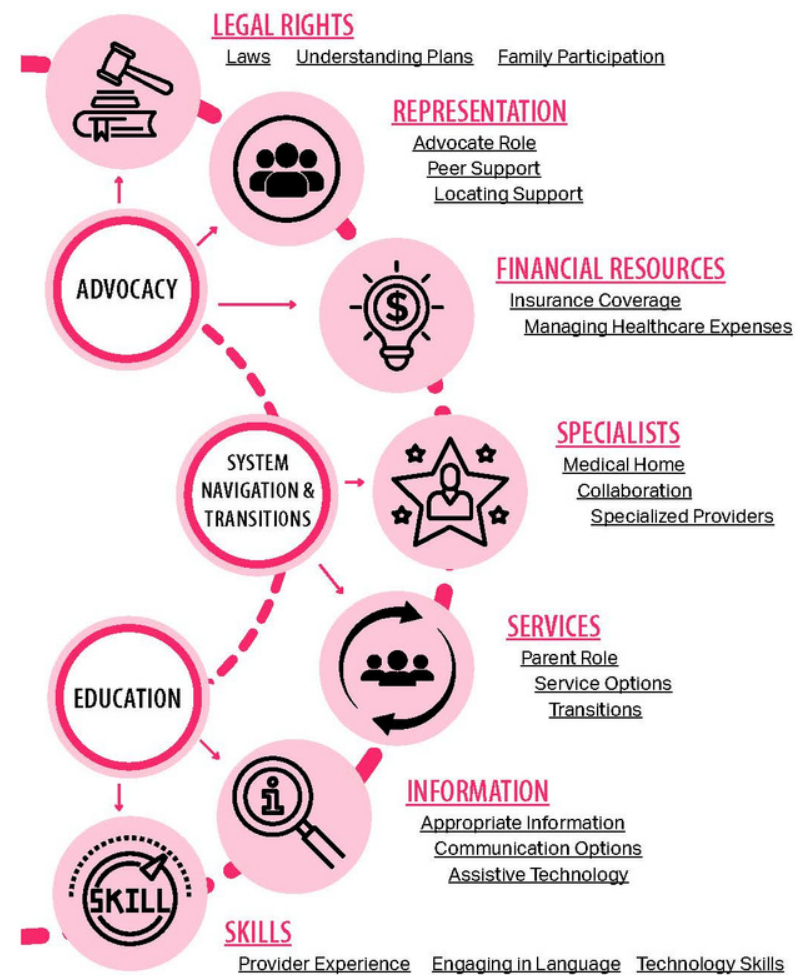 LEGAL RIGHTS
Laws Understanding Plans Family Participation
REPRESENTATION
Advocate Role
Peer Support
Locating Support
ADVOCACY
FINANCIAL RESOURCES
$
Insurance Coverage
Managing Healthcare Expenses
SPECIALISTS
SYSTEM
NAVIGATION &
TRANSITIONS
Medical Home
Collaboration
Specialized Providers
SERVICES
Parent Role
Service Options
Transitions
EDUCATION
INFORMATION
i
Appropriate Information
Communication Options
Assistive Technology
SKILL
SKILLS
Provider Experience Engaging in Language Technology Skills